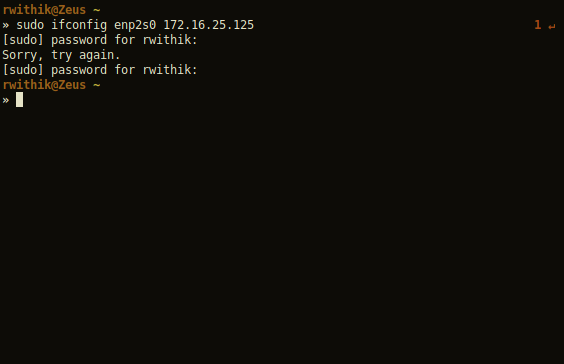 rwithik@Zeus ~
» sudo ifconfig enp2s0 172.16.25.125 1 ↵
[sudo] password for rwithik:
Sorry, try again.
[sudo] password for rwithik:
rwithik@Zeus ~
»